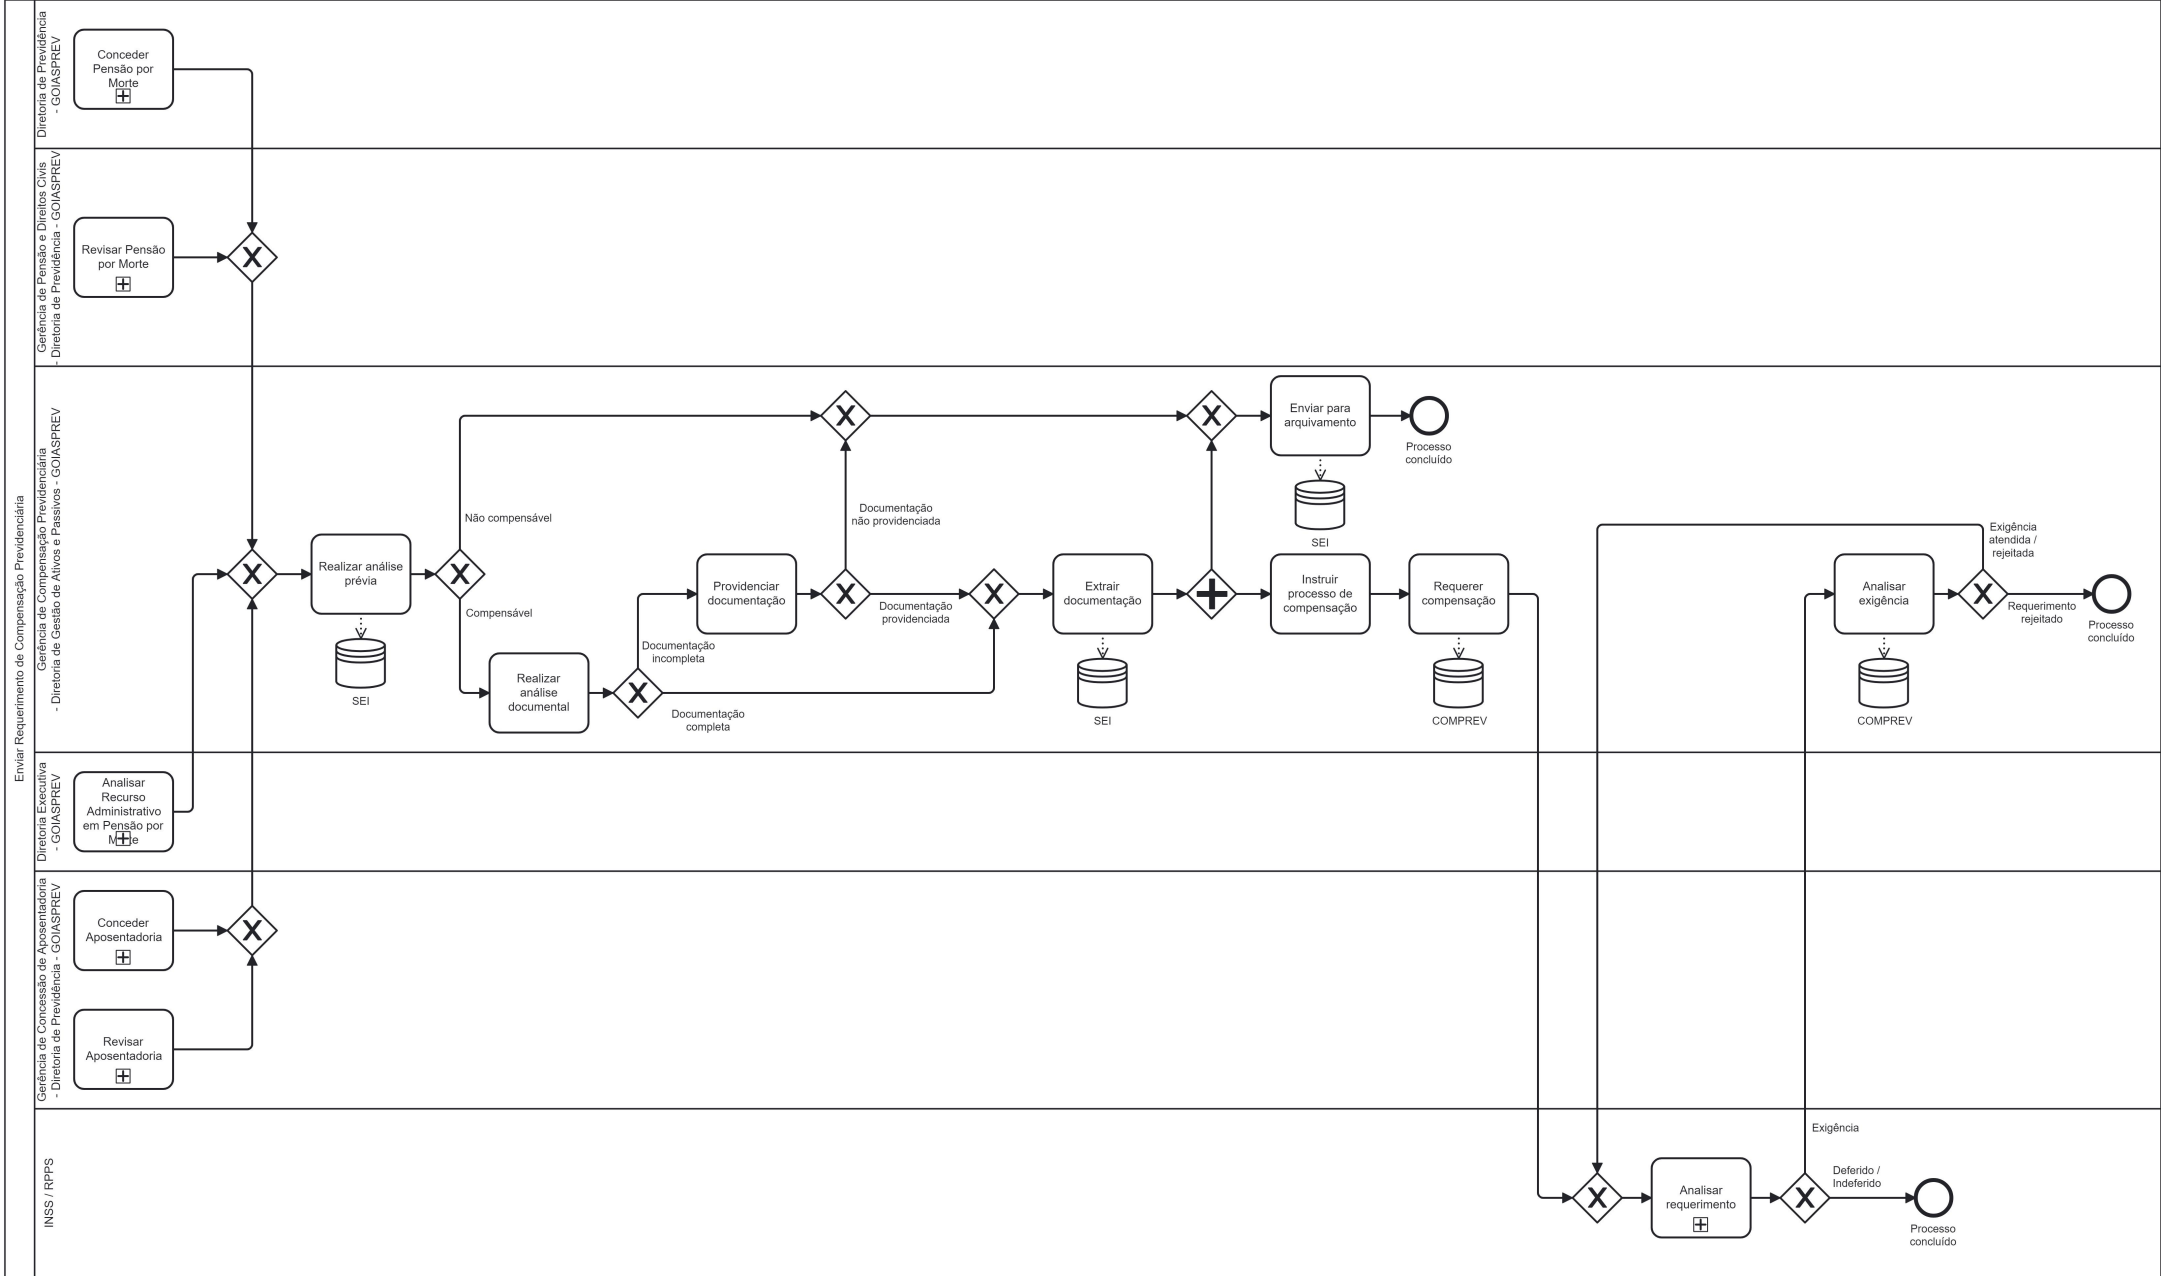 Enviar Requerimento de Compensação Previdenciária
Diretoria de Previdência
- GOIASPREV
Conceder
Pensão por
Morte
Gerência de Pensão e Direitos Civis
- Diretoria de Previdência - GOIASPREV
Revisar Pensão
por Morte
Gerência de Compensação Previdenciária
- Diretoria de Gestão de Ativos e Passivos - GOIASPREV
Realizar análise
prévia
SEI
Não compensável
Compensável
Realizar
análise
documental
Documentação
incompleta
Documentação
completa
Providenciar
documentação
Documentação
não providenciada
Documentação
providenciada
Extrair
documentação
SEI
Enviar para
arquivamento
SEI
Processo
concluído
Instruir
processo de
compensação
Requerer
compensação
COMPREV
Analisar
exigência
COMPREV
Exigência
atendida /
rejeitada
Requerimento
rejeitado
Processo
concluído
Diretoria Executiva
- GOIASPREV
Analisar
Recurso
Administrativo
em Pensão por
Morte
Gerência de Concessão de Aposentadoria
- Diretoria de Previdência - GOIASPREV
Conceder
Aposentadoria
Revisar
Aposentadoria
INSS / RPPS
Analisar
requerimento
Exigência
Deferido /
Indeferido
Processo
concluído